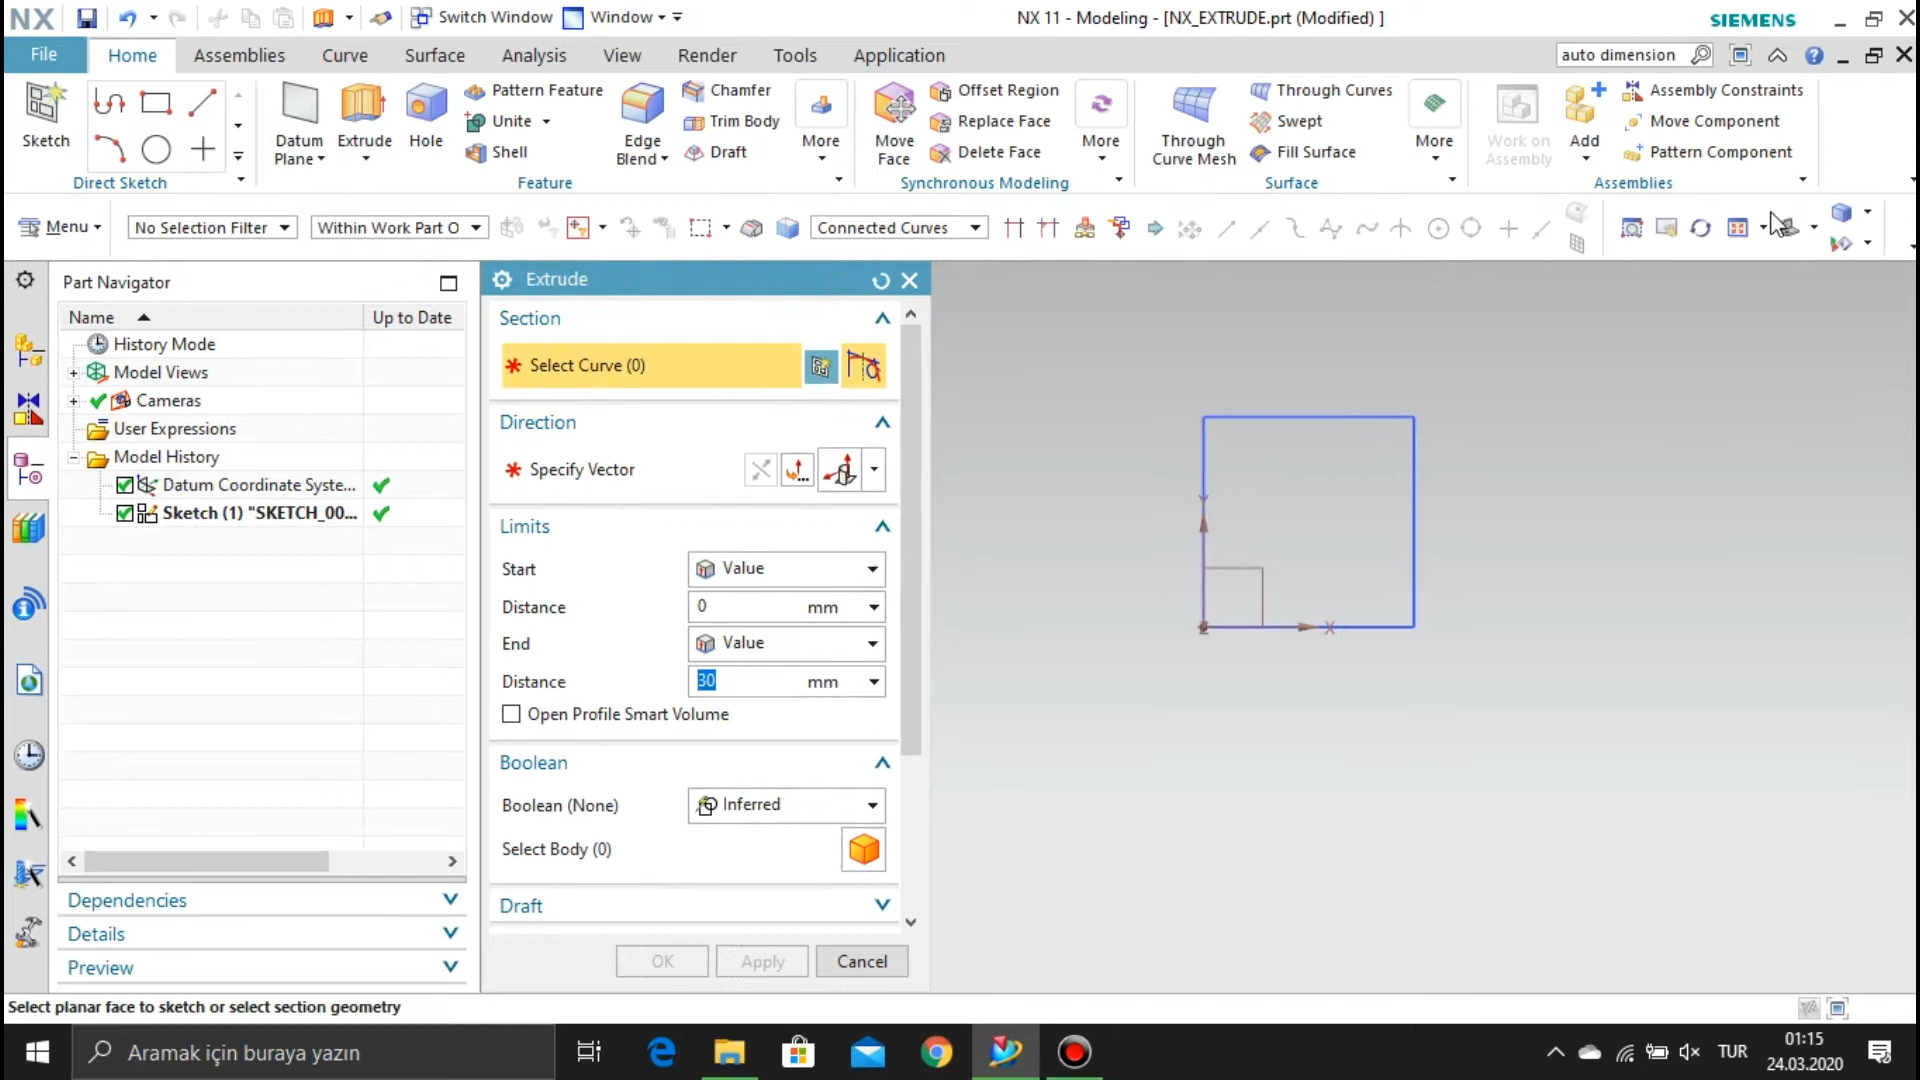 NX Switch Window Window NX 11 - Modeling - [NX_EXTRUDE.prt (Modified) ] SIEMENS
File Home Assemblies Curve Surface Analysis View Render Tools Application auto dimension
Pattern Feature Chamfer Offset Region Through Curves Assembly Constraints
Unite Trim Body Replace Face Swept Move Component
Sketch Datum Plane Extrude Hole Shell Edge Blend Draft More Move Face Delete Face More Through Curve Mesh Fill Surface More Work on Assembly Add Pattern Component
Direct Sketch Feature Synchronous Modeling Surface Assemblies
Menu No Selection Filter Within Work Part O Connected Curves
Part Navigator
Name Up to Date
History Mode
Model Views
Cameras
User Expressions
Model History
Datum Coordinate Syste...
Sketch (1) "SKETCH_00...
Dependencies
Details
Preview
Extrude
Section
Select Curve (0)
Direction
Specify Vector
Limits
Start Value
Distance 0 mm
End Value
Distance 30 mm
Open Profile Smart Volume
Boolean
Boolean (None) Inferred
Select Body (0)
Draft
OK Apply Cancel
Y
X
Select planar face to sketch or select section geometry
Aramak için buraya yazın
TUR
01:15
24.03.2020